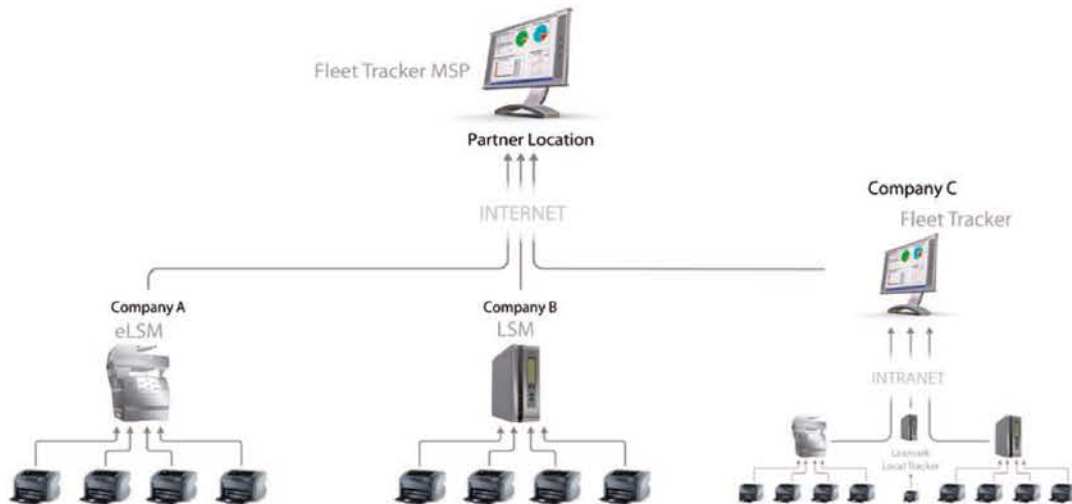 Fleet Tracker MSP
Partner Location
INTERNET
Company C
Fleet Tracker
Company A
eLSM
Company B
LSM
INTRANET
Lexmark
Local Tracker